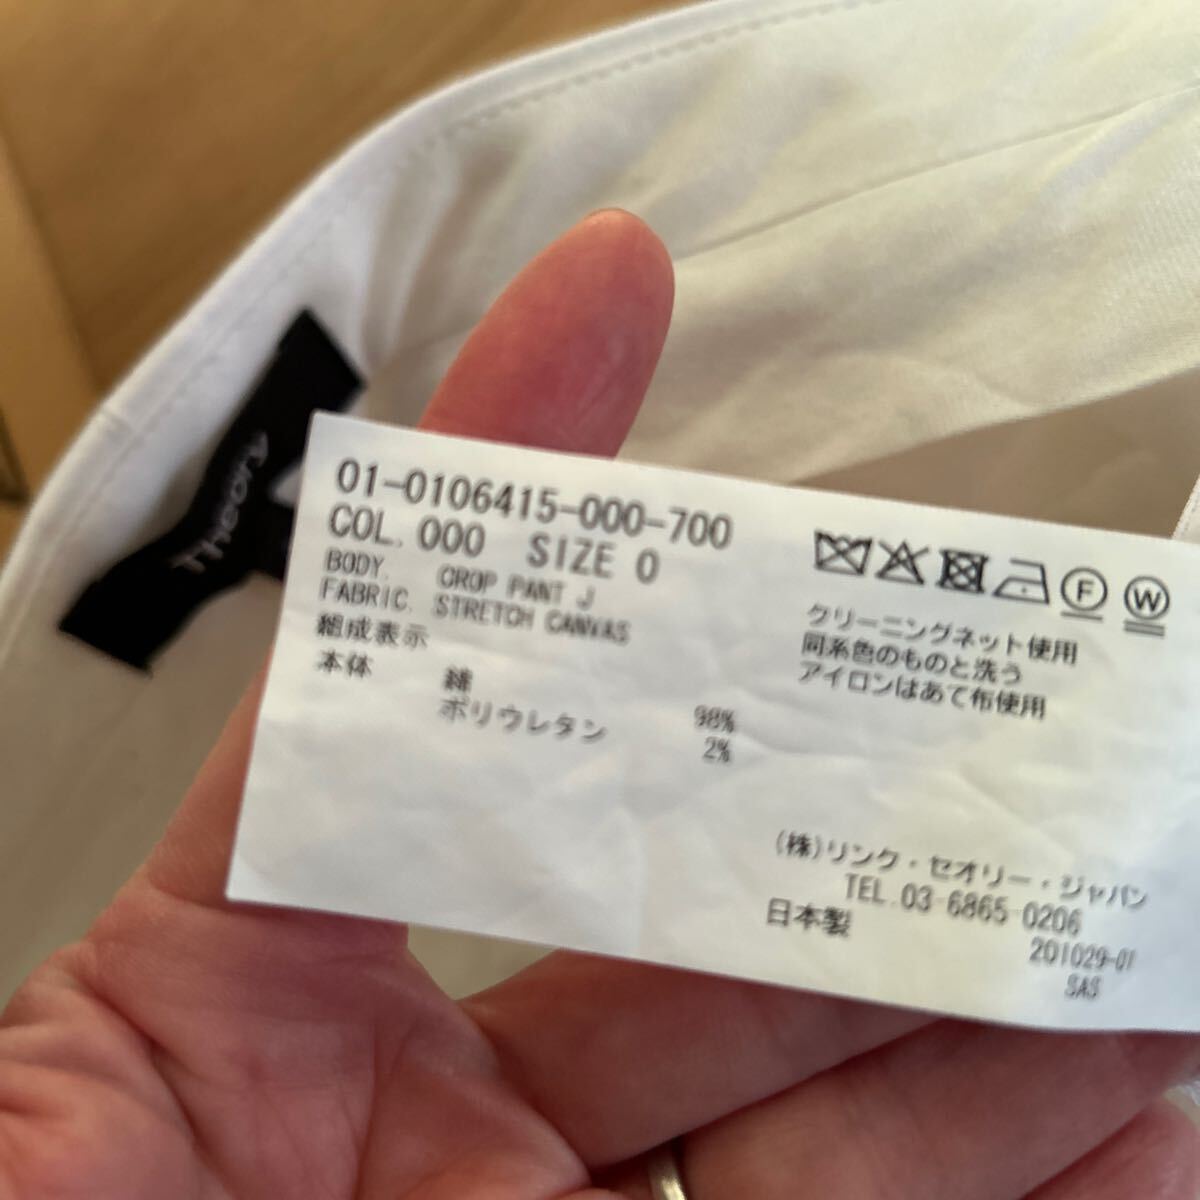 Theory
01-0106415-000-700
COL. 000 SIZE 0
BODY. CROP PANT J
FABRIC. STRETCH CANVAS
組成表示
本体 綿 98%
ポリウレタン 2%
F W
クリーニングネット使用
同系色のものと洗う
アイロンはあて布使用
(株)リンク・セオリー・ジャパン
TEL.03-6865-0206
日本製
201029-01
SAS